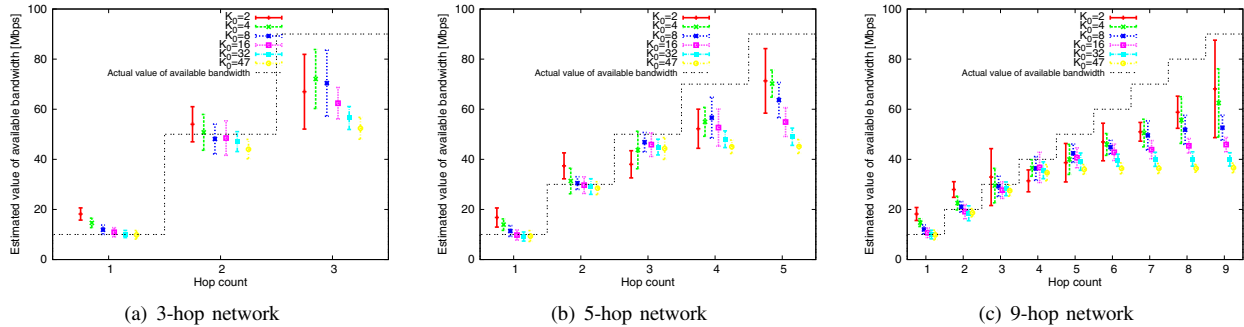 Estimated value of available bandwidth [Mbps]
100
80
60
40
20
0
K0=2
K0=4
K0=8
K0=16
K0=32
K0=47
Actual value of available bandwidth
1 2 3
Hop count
(a) 3-hop network
Estimated value of available bandwidth [Mbps]
100
80
60
40
20
0
K0=2
K0=4
K0=8
K0=16
K0=32
K0=47
Actual value of available bandwidth
1 2 3 4 5
Hop count
(b) 5-hop network
Estimated value of available bandwidth [Mbps]
100
80
60
40
20
0
K0=2
K0=4
K0=8
K0=16
K0=32
K0=47
Actual value of available bandwidth
1 2 3 4 5 6 7 8 9
Hop count
(c) 9-hop network